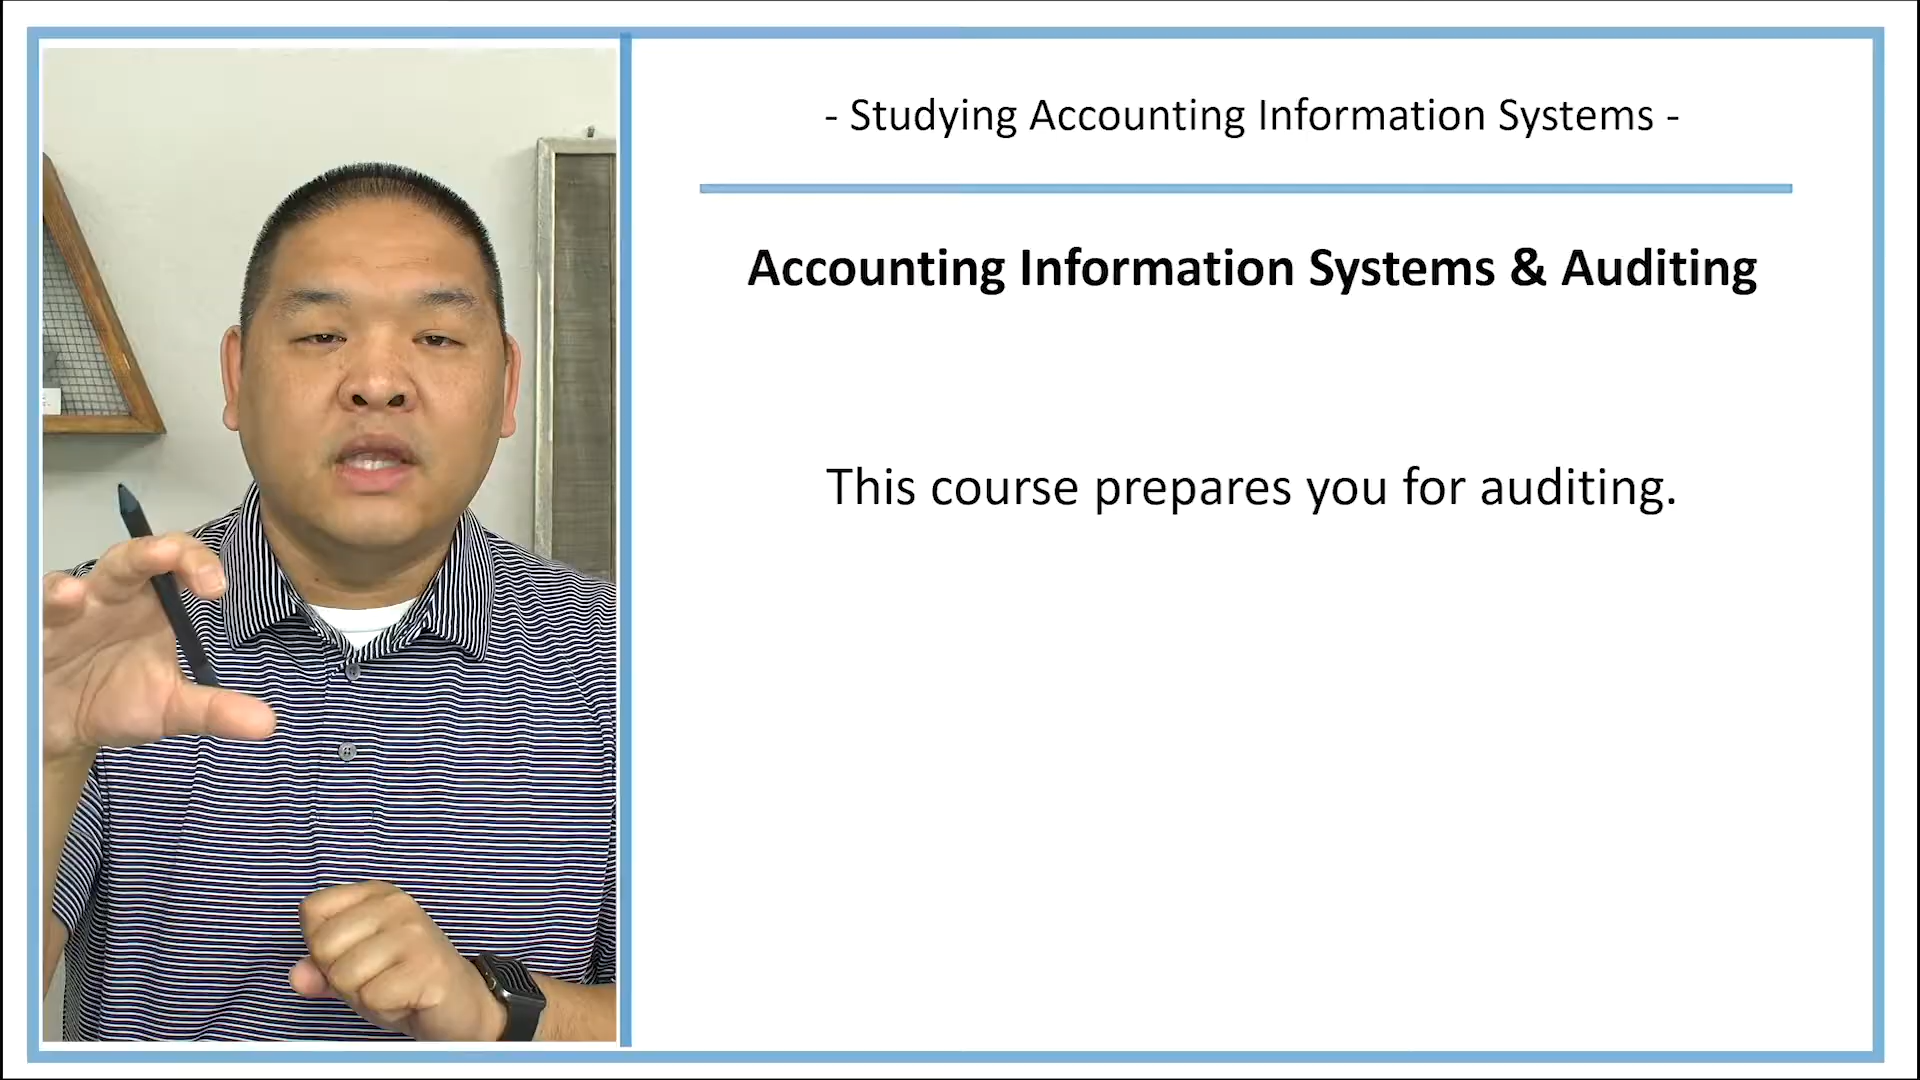 - Studying Accounting Information Systems -
Accounting Information Systems & Auditing
This course prepares you for auditing.